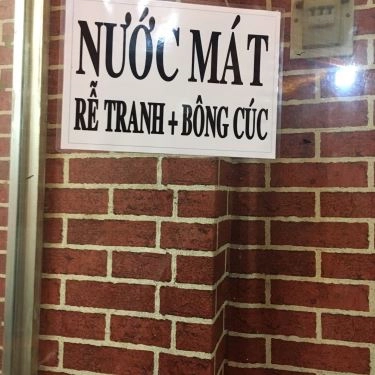 NƯỚC MÁT
RỄ TRANH + BÔNG CÚC